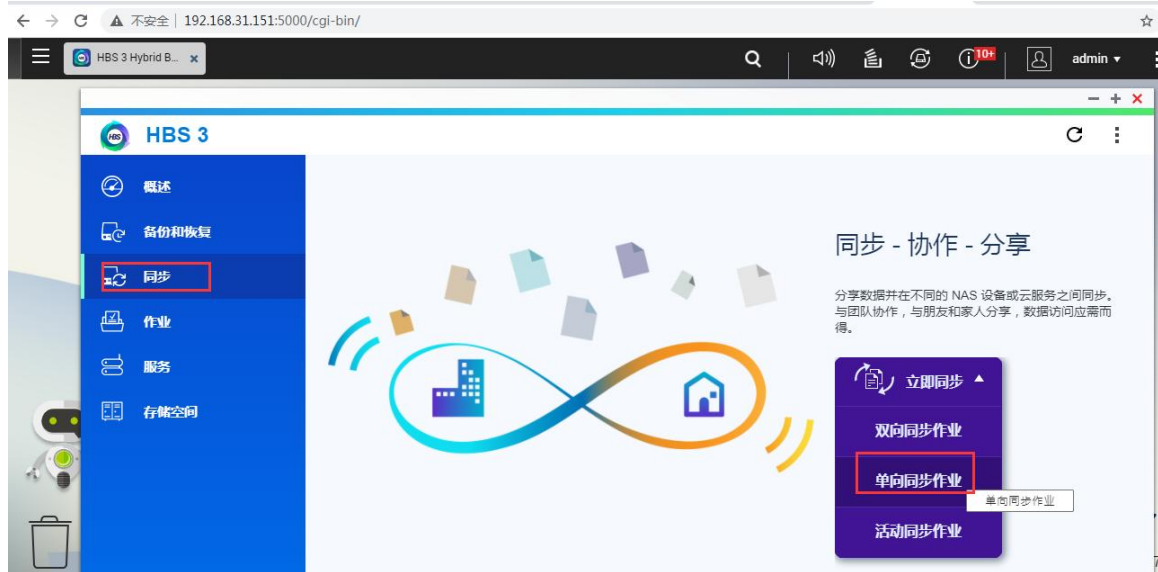 不安全 | 192.168.31.151:5000/cgi-bin/
HBS 3 Hybrid B...
10+
admin
HBS
HBS 3
概述
备份和恢复
同步
作业
服务
存储空间
同步 - 协作 - 分享
分享数据并在不同的 NAS 设备或云服务之间同步。
与团队协作，与朋友和家人分享，数据访问应需而
得。
立即同步
双向同步作业
单向同步作业
单向同步作业
活动同步作业